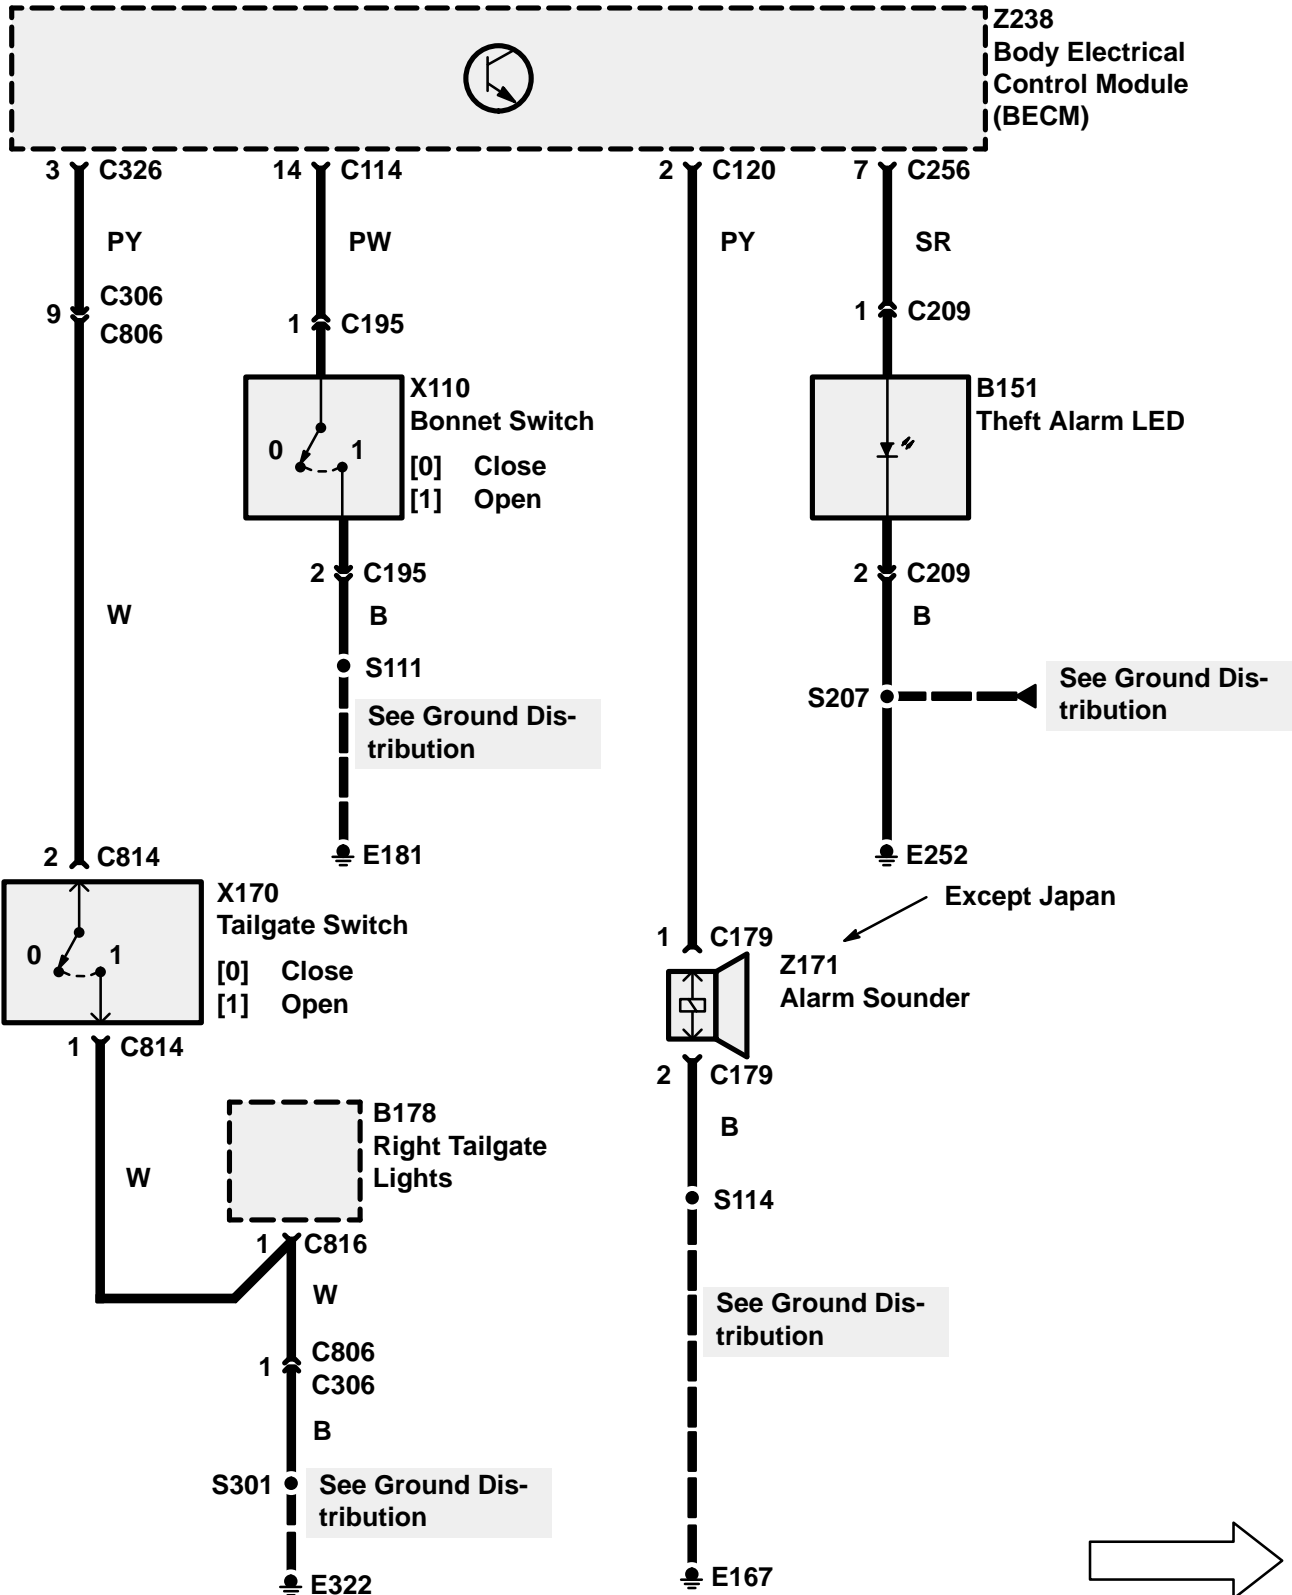 Z238
Body Electrical
Control Module
(BECM)
3 C326
14 C114
2 C120
7 C256
PY
PW
PY
SR
9 C306
C806
1 C195
1 C209
X110
Bonnet Switch
[0] Close
[1] Open
0 1
B151
Theft Alarm LED
2 C195
2 C209
W
B
B
S111
See Ground Dis-
tribution
S207
See Ground Dis-
tribution
2 C814
E181
E252
Except Japan
X170
Tailgate Switch
[0] Close
[1] Open
0 1
1 C179
Z171
Alarm Sounder
1 C814
2 C179
B178
Right Tailgate
Lights
B
W
S114
1 C816
W
See Ground Dis-
tribution
1 C806
C306
B
S301
See Ground Dis-
tribution
E322
E167